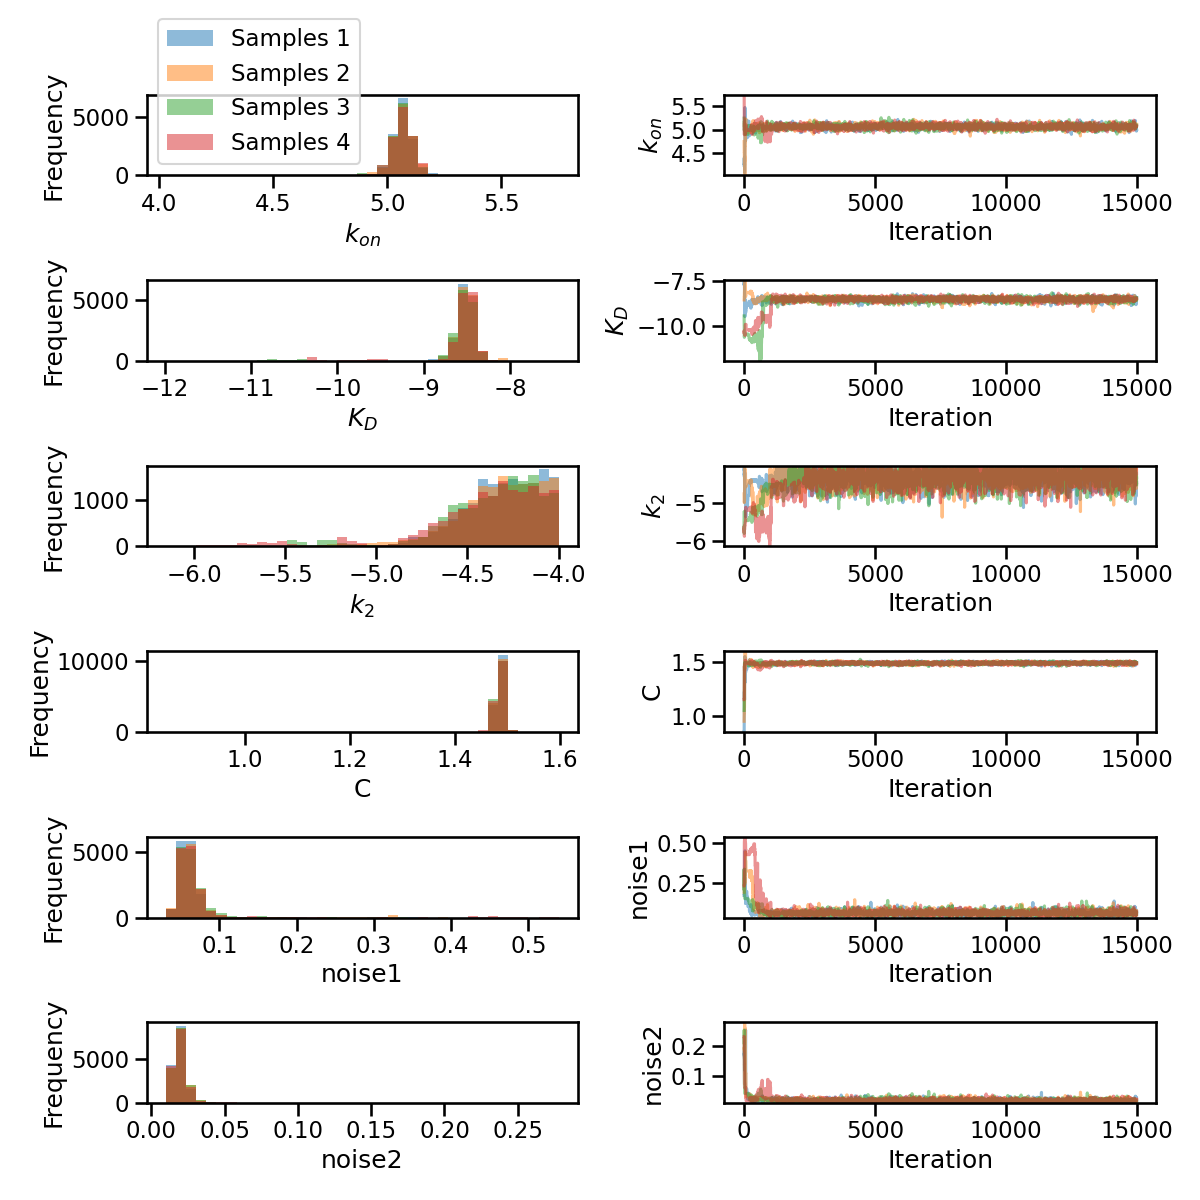 Samples 1
Samples 2
Samples 3
Samples 4
Frequency
5000
0
4.0 4.5 5.0 5.5
k_on
k_on
5.5
5.0
4.5
0 5000 10000 15000
Iteration
Frequency
5000
0
−12 −11 −10 −9 −8
K_D
K_D
−7.5
−10.0
0 5000 10000 15000
Iteration
Frequency
1000
0
−6.0 −5.5 −5.0 −4.5 −4.0
k_2
k_2
−5
−6
0 5000 10000 15000
Iteration
Frequency
10000
0
1.0 1.2 1.4 1.6
C
C
1.5
1.0
0 5000 10000 15000
Iteration
Frequency
5000
0
0.1 0.2 0.3 0.4 0.5
noise1
noise1
0.50
0.25
0 5000 10000 15000
Iteration
Frequency
5000
0
0.00 0.05 0.10 0.15 0.20 0.25
noise2
noise2
0.2
0.1
0 5000 10000 15000
Iteration